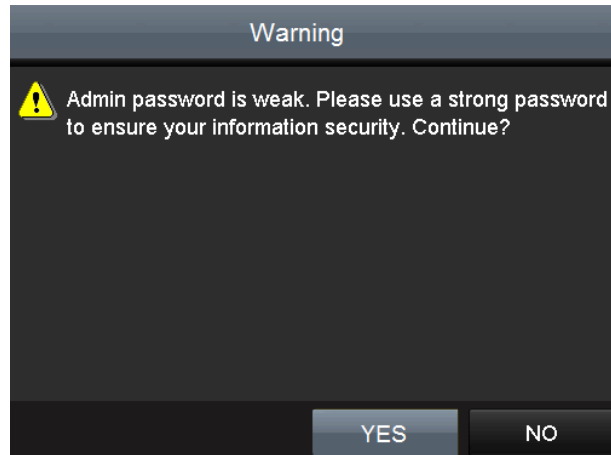 Warning
Admin password is weak. Please use a strong password
to ensure your information security. Continue?
YES
NO